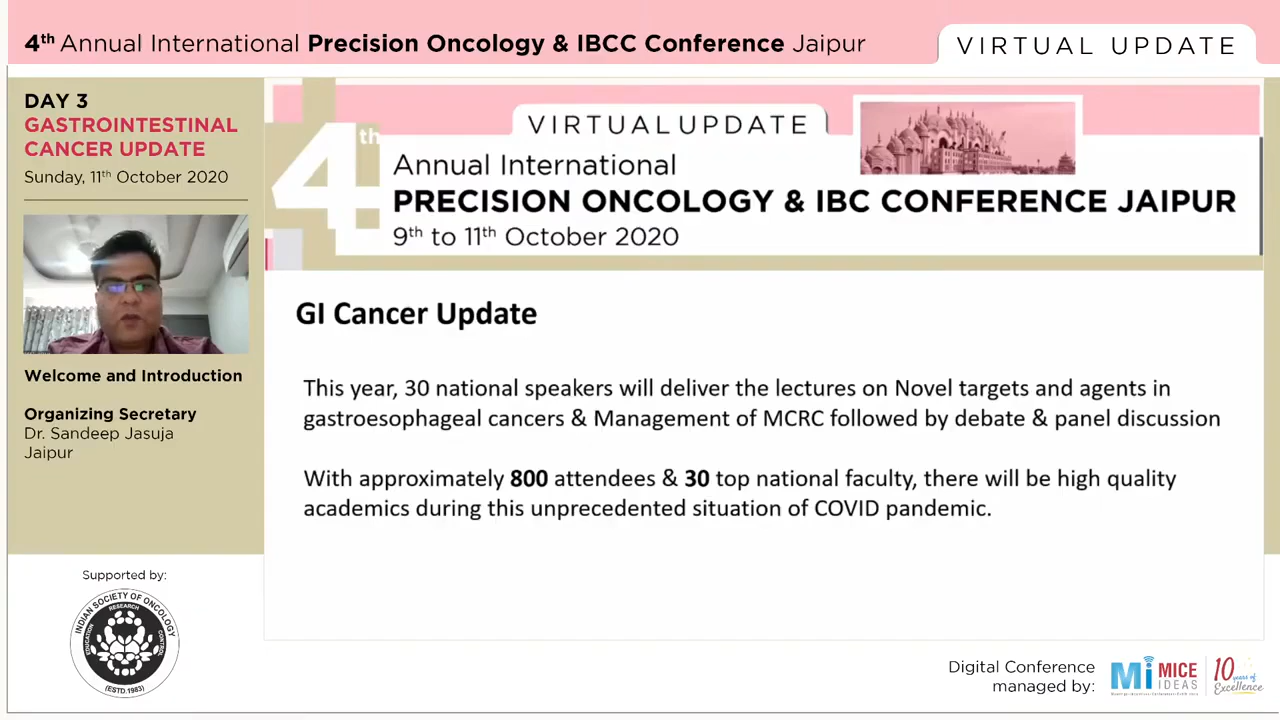 4th Annual International Precision Oncology & IBCC Conference Jaipur
VIRTUAL UPDATE
DAY 3
GASTROINTESTINAL
CANCER UPDATE
Sunday, 11th October 2020
Welcome and Introduction
Organizing Secretary
Dr. Sandeep Jasuja
Jaipur
Supported by:
INDIAN SOCIETY OF ONCOLOGY
RESEARCH
EDUCATION
CONTROL
(ESTD.1983)
4th
VIRTUAL UPDATE
Annual International
PRECISION ONCOLOGY & IBC CONFERENCE JAIPUR
9th to 11th October 2020
GI Cancer Update
This year, 30 national speakers will deliver the lectures on Novel targets and agents in
gastroesophageal cancers & Management of MCRC followed by debate & panel discussion
With approximately 800 attendees & 30 top national faculty, there will be high quality
academics during this unprecedented situation of COVID pandemic.
Digital Conference
managed by:
Mi MICE
IDEAS
10 years of
Excellence